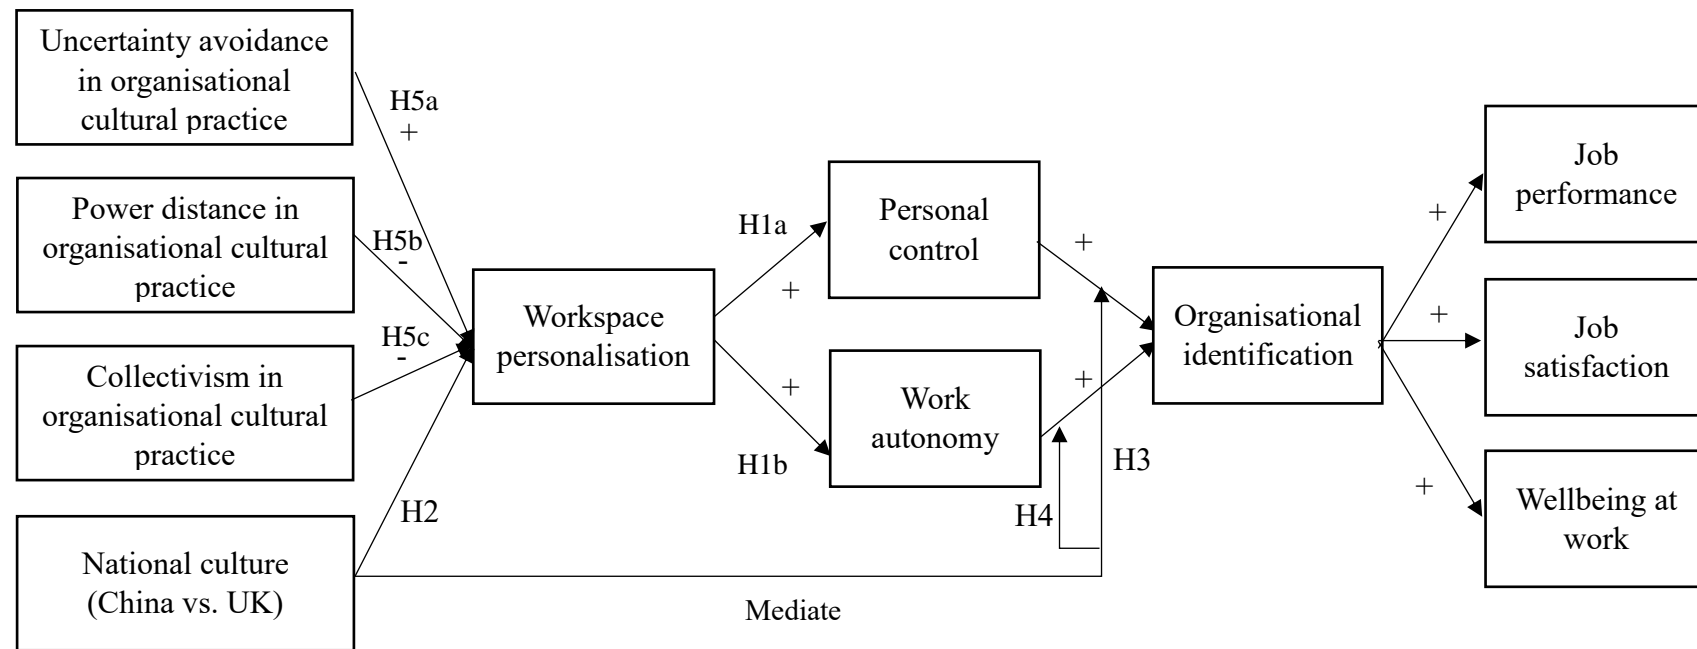 Uncertainty avoidance
in organisational
cultural practice
H5a
+
Power distance in
organisational cultural
practice
H5b
-
Collectivism in
organisational cultural
practice
H5c
-
National culture
(China vs. UK)
H2
Workspace
personalisation
H1a
+
+
H1b
Personal
control
Work
autonomy
+
+
H3
H4
Mediate
Organisational
identification
+
+
+
Job
performance
Job
satisfaction
Wellbeing at
work